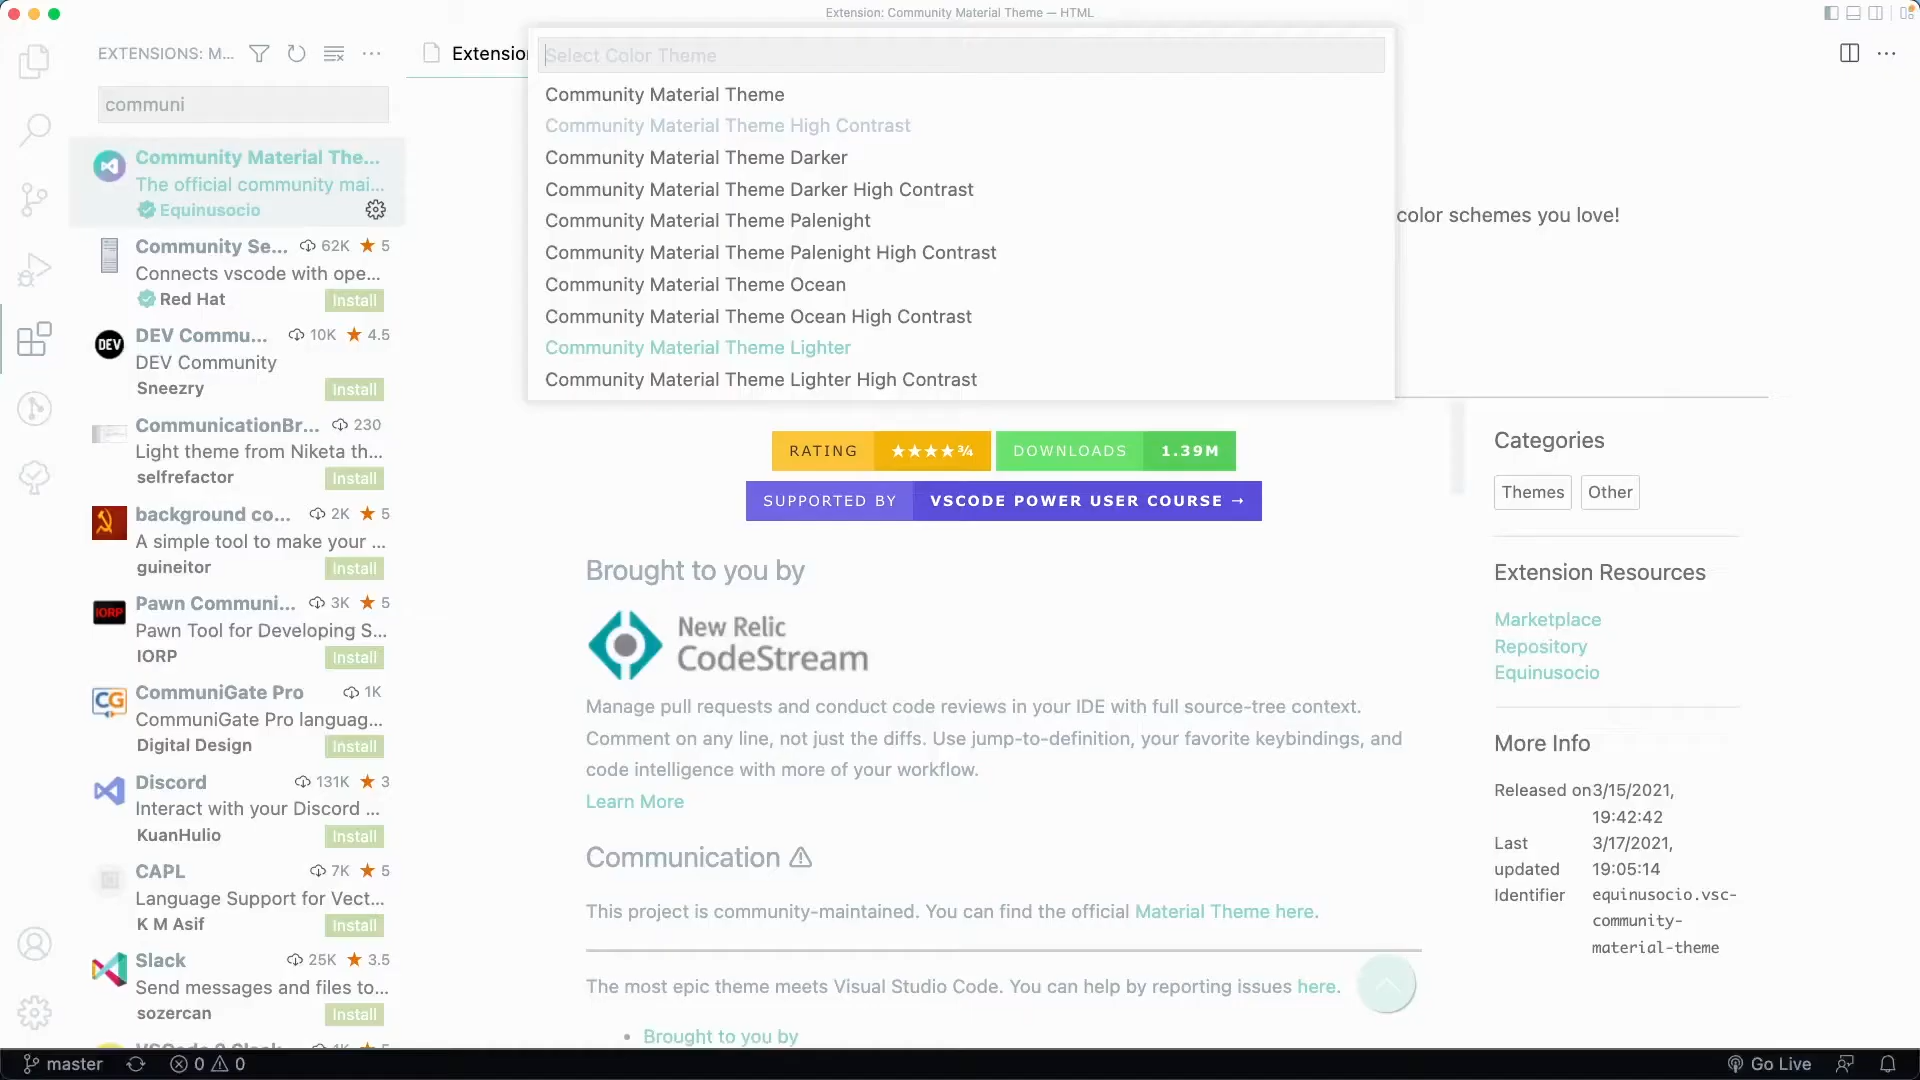 Extension: Community Material Theme — HTML
EXTENSIONS: M...
communi
Community Material The...
The official community mai...
Equinusocio
Community Se... 62K ★ 5
Connects vscode with ope...
Red Hat Install
DEV
DEV Commu... 10K ★ 4.5
DEV Community
Sneezry Install
CommunicationBr... 230
Light theme from Niketa th...
selfrefactor Install
background co... 2K ★ 5
A simple tool to make your ...
guineitor Install
IORP
Pawn Communi... 3K ★ 5
Pawn Tool for Developing S...
IORP Install
CG
CommuniGate Pro 1K
CommuniGate Pro languag...
Digital Design Install
Discord 131K ★ 3
Interact with your Discord ...
KuanHulio Install
CAPL 7K ★ 5
Language Support for Vect...
K M Asif Install
Slack 25K ★ 3.5
Send messages and files to...
sozercan Install
Extensio
Select Color Theme
Community Material Theme
Community Material Theme High Contrast
Community Material Theme Darker
Community Material Theme Darker High Contrast
Community Material Theme Palenight
Community Material Theme Palenight High Contrast
Community Material Theme Ocean
Community Material Theme Ocean High Contrast
Community Material Theme Lighter
Community Material Theme Lighter High Contrast
color schemes you love!
RATING ★★★★¾ DOWNLOADS 1.39M
SUPPORTED BY VSCODE POWER USER COURSE →
Brought to you by
New Relic
CodeStream
Manage pull requests and conduct code reviews in your IDE with full source-tree context.
Comment on any line, not just the diffs. Use jump-to-definition, your favorite keybindings, and
code intelligence with more of your workflow.
Learn More
Communication ⚠
This project is community-maintained. You can find the official Material Theme here.
The most epic theme meets Visual Studio Code. You can help by reporting issues here.
• Brought to you by
Categories
Themes Other
Extension Resources
Marketplace
Repository
Equinusocio
More Info
Released on 3/15/2021,
19:42:42
Last 3/17/2021,
updated 19:05:14
Identifier equinusocio.vsc-
community-
material-theme
master 0 0 Go Live